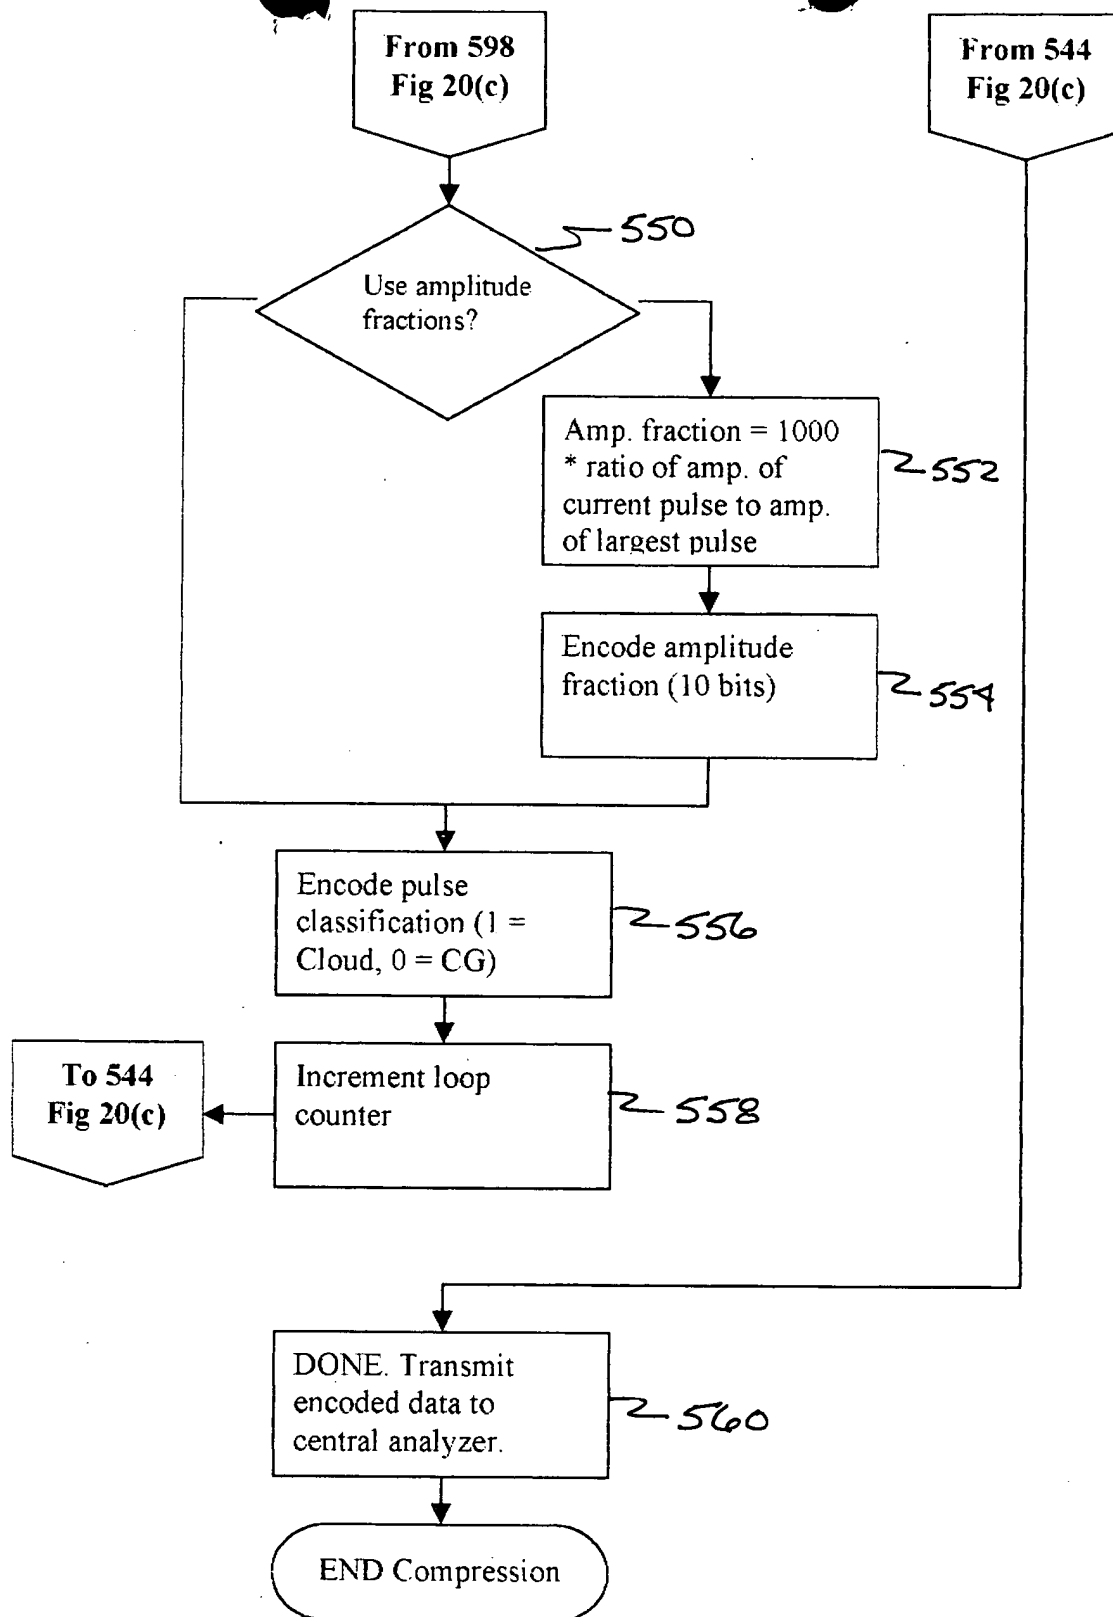 From 598
Fig 20(c)
From 544
Fig 20(c)
550
Use amplitude
fractions?
Amp. fraction = 1000
* ratio of amp. of
current pulse to amp.
of largest pulse
552
Encode amplitude
fraction (10 bits)
554
Encode pulse
classification (1 =
Cloud, 0 = CG)
556
To 544
Fig 20(c)
Increment loop
counter
558
DONE. Transmit
encoded data to
central analyzer.
560
END Compression